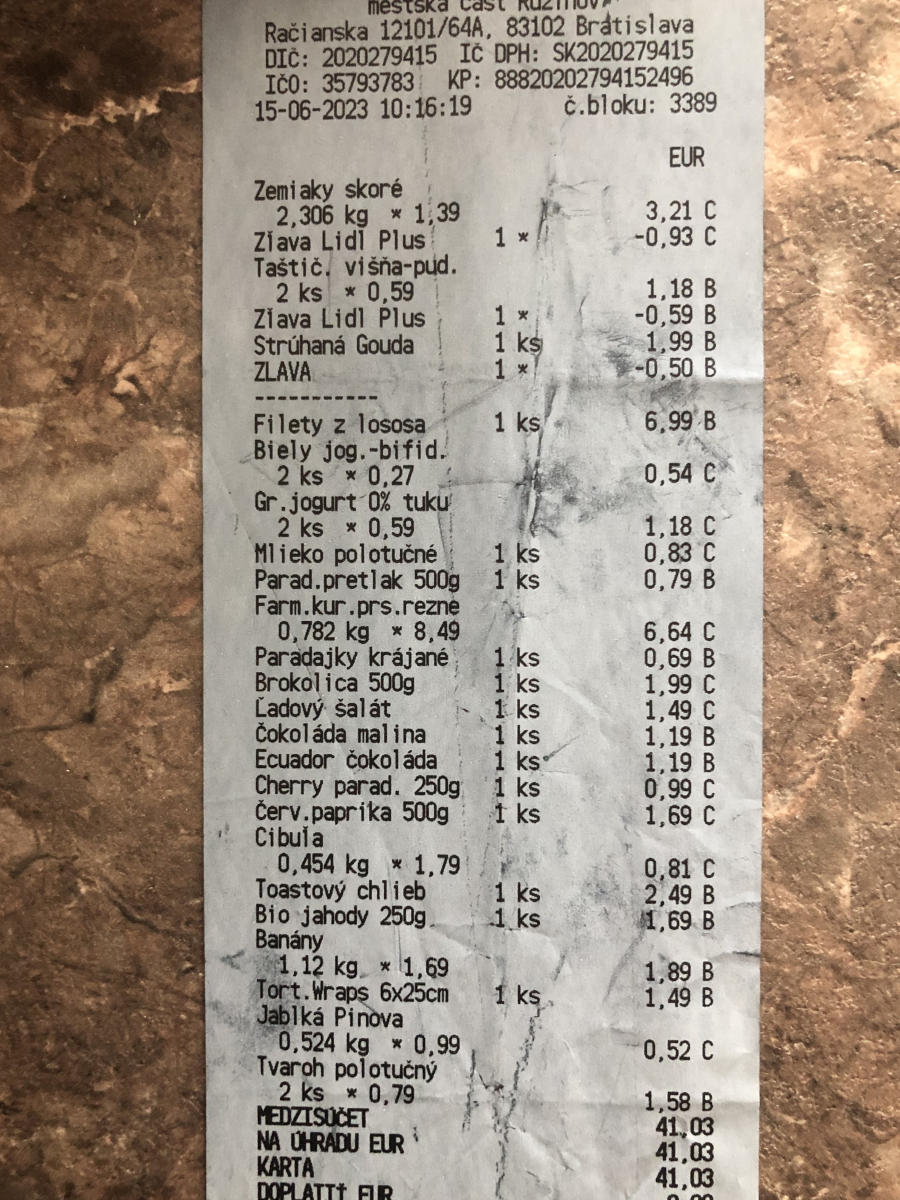 mestská časť Ružinov
Račianska 12101/64A, 83102 Bratislava
DIČ: 2020279415 IČ DPH: SK2020279415
IČO: 35793783 KP: 88820202794152496
15-06-2023 10:16:19 č.bloku: 3389
EUR
Zemiaky skoré
2,306 kg * 1,39 3,21 C
Zľava Lidl Plus 1 * -0,93 C
Taštič. višňa-pud.
2 ks * 0,59 1,18 B
Zľava Lidl Plus 1 * -0,59 B
Strúhaná Gouda 1 ks 1,99 B
ZĽAVA 1 * -0,50 B
-----------
Filety z lososa 1 ks 6,99 B
Biely jog.-bifid.
2 ks * 0,27 0,54 C
Gr.jogurt 0% tuku
2 ks * 0,59 1,18 C
Mlieko polotučné 1 ks 0,83 C
Parad.pretlak 500g 1 ks 0,79 B
Farm.kur.prs.rezne
0,782 kg * 8,49 6,64 C
Paradajky krájané 1 ks 0,69 B
Brokolica 500g 1 ks 1,99 C
Ľadový šalát 1 ks 1,49 C
Čokoláda malina 1 ks 1,19 B
Ecuador čokoláda 1 ks 1,19 B
Cherry parad. 250g 1 ks 0,99 C
Červ.paprika 500g 1 ks 1,69 C
Cibuľa
0,454 kg * 1,79 0,81 C
Toastový chlieb 1 ks 2,49 B
Bio jahody 250g 1 ks 1,69 B
Banány
1,12 kg * 1,69 1,89 B
Tort.Wraps 6x25cm 1 ks 1,49 B
Jablká Pinova
0,524 kg * 0,99 0,52 C
Tvaroh polotučný
2 ks * 0,79 1,58 B
MEDZISÚČET 41,03
NA ÚHRADU EUR 41,03
KARTA 41,03
DOPLATIŤ EUR